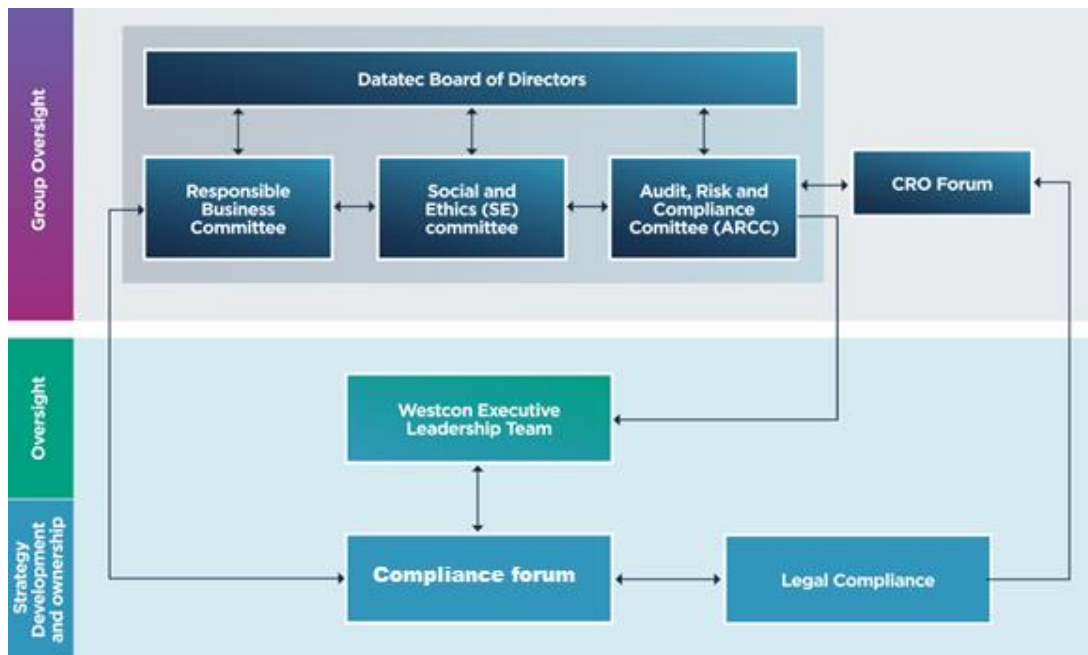 Group Oversight
Datatec Board of Directors
Responsible
Business
Committee
Social and
Ethics (SE)
committee
Audit, Risk and
Compliance
Comittee (ARCC)
CRO Forum
Oversight
Westcon Executive
Leadership Team
Strategy
Development
and ownership
Compliance forum
Legal Compliance